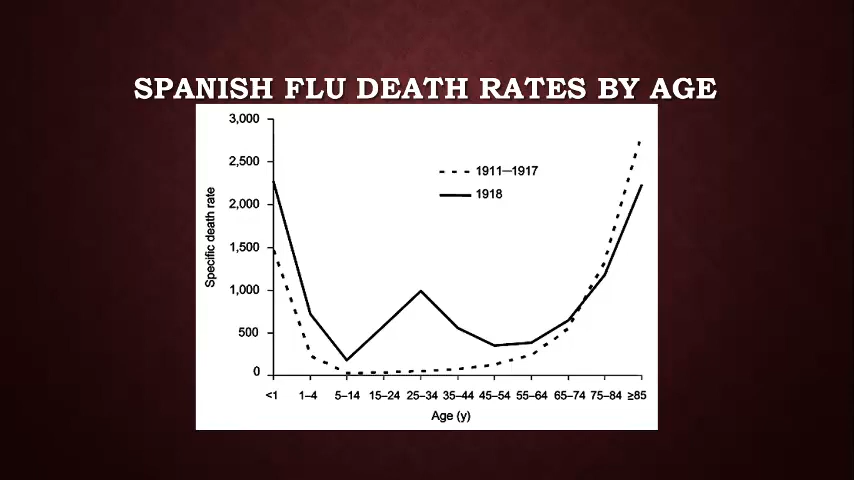 SPANISH FLU DEATH RATES BY AGE
3,000
2,500
2,000
1,500
1,000
500
0
Specific death rate
1911–1917
1918
<1 1–4 5–14 15–24 25–34 35–44 45–54 55–64 65–74 75–84 ≥85
Age (y)